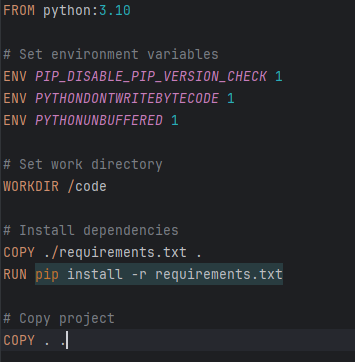 FROM python:3.10
# Set environment variables
ENV PIP_DISABLE_PIP_VERSION_CHECK 1
ENV PYTHONDONTWRITEBYTECODE 1
ENV PYTHONUNBUFFERED 1
# Set work directory
WORKDIR /code
# Install dependencies
COPY ./requirements.txt .
RUN pip install -r requirements.txt
# Copy project
COPY . .